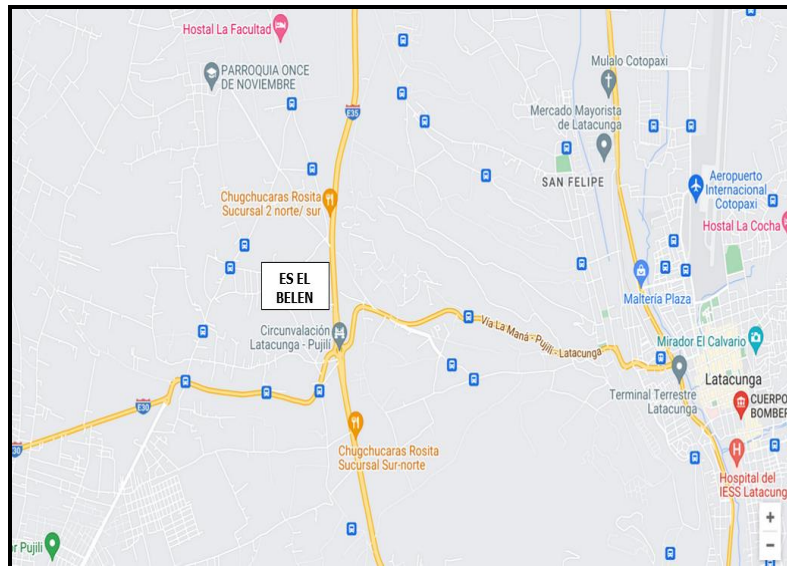 Hostal La Facultad
PARROQUIA ONCE
DE NOVIEMBRE
E35
Mulalo Cotopaxi
Mercado Mayorista
de Latacunga
SAN FELIPE
Aeropuerto
Internacional
Cotopaxi
Hostal La Cocha
Chugchucaras Rosita
Sucursal 2 norte/ sur
ES EL
BELEN
Maltería Plaza
Circunvalación
Latacunga - Pujilí
Vía La Maná - Pujilí - Latacunga
Mirador El Calvario
Terminal Terrestre
Latacunga
Latacunga
CUERPO
BOMBER
E30
30
Chugchucaras Rosita
Sucursal Sur-norte
Hospital del
IESS Latacung
or Pujilí
+
−